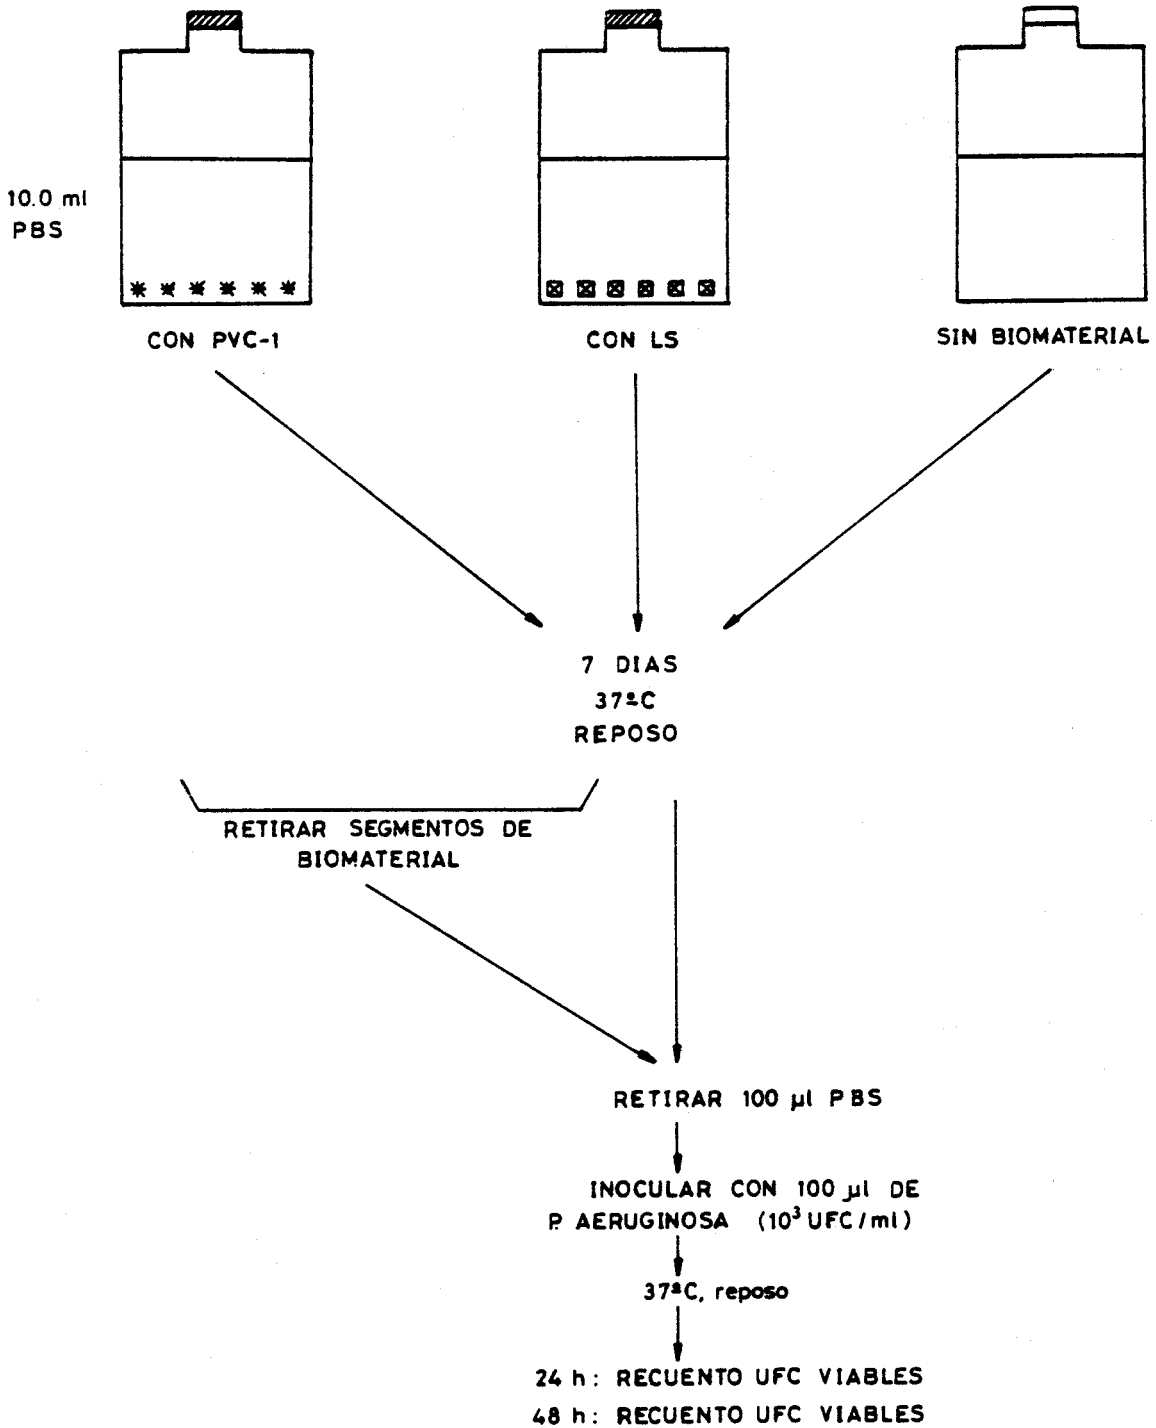 10.0 ml
PBS
CON PVC-1
CON LS
SIN BIOMATERIAL
7 DIAS
37ºC
REPOSO
RETIRAR SEGMENTOS DE
BIOMATERIAL
RETIRAR 100 µl PBS
INOCULAR CON 100 µl DE
P. AERUGINOSA (10³ UFC/ml)
37ºC, reposo
24 h: RECUENTO UFC VIABLES
48 h: RECUENTO UFC VIABLES